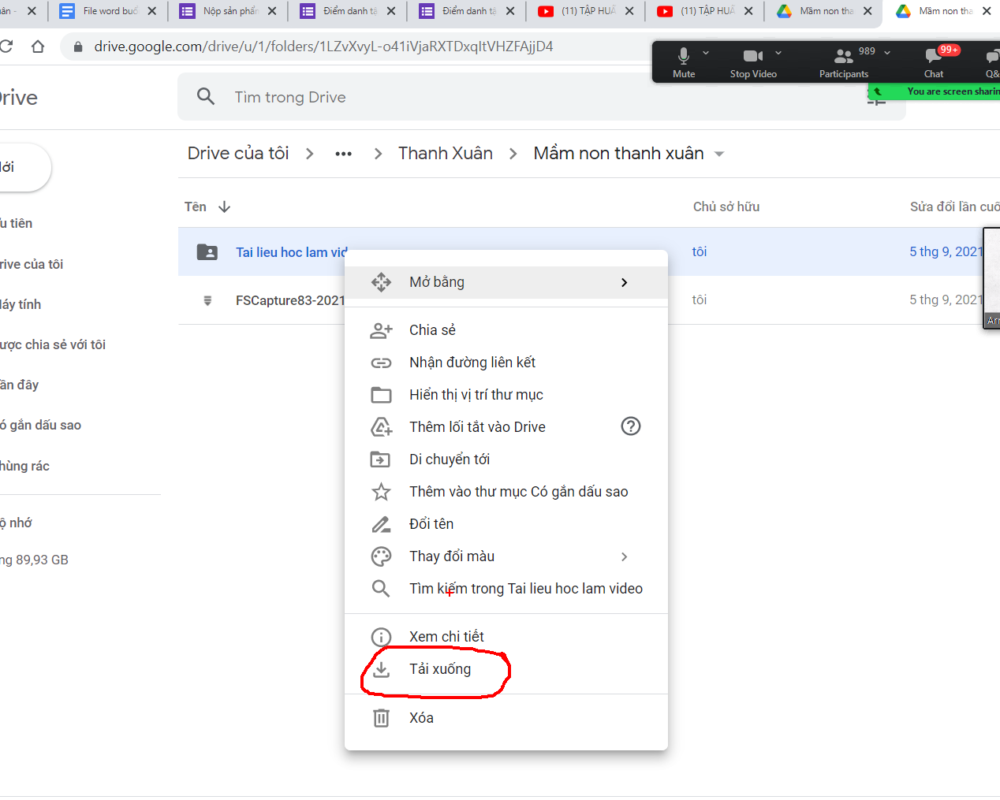 uân -
File word buổ
Nộp sản phẩn
Điểm danh tậ
Điểm danh tậ
(11) TẬP HUẤ
(11) TẬP HUẤ
Mầm non tha
Mầm non tha
drive.google.com/drive/u/1/folders/1LZvXvyL-o41iVjaRXTDxqItVHZFAjjD4
Mute
Stop Video
989
Participants
99+
Chat
Q&
You are screen sharin
Drive
Tìm trong Drive
Drive của tôi
Thanh Xuân
Mầm non thanh xuân
Tên
Chủ sở hữu
Sửa đổi lần cuố
Tai lieu hoc lam vid
tôi
5 thg 9, 2021
FSCapture83-2021
tôi
5 thg 9, 2021
Mới
u tiên
rive của tôi
Máy tính
ược chia sẻ với tôi
ần đây
ó gắn dấu sao
hùng rác
ộ nhớ
ng 89,93 GB
Mở bằng
Chia sẻ
Nhận đường liên kết
Hiển thị vị trí thư mục
Thêm lối tắt vào Drive
Di chuyển tới
Thêm vào thư mục Có gắn dấu sao
Đổi tên
Thay đổi màu
Tìm kiếm trong Tai lieu hoc lam video
Xem chi tiết
Tải xuống
Xóa